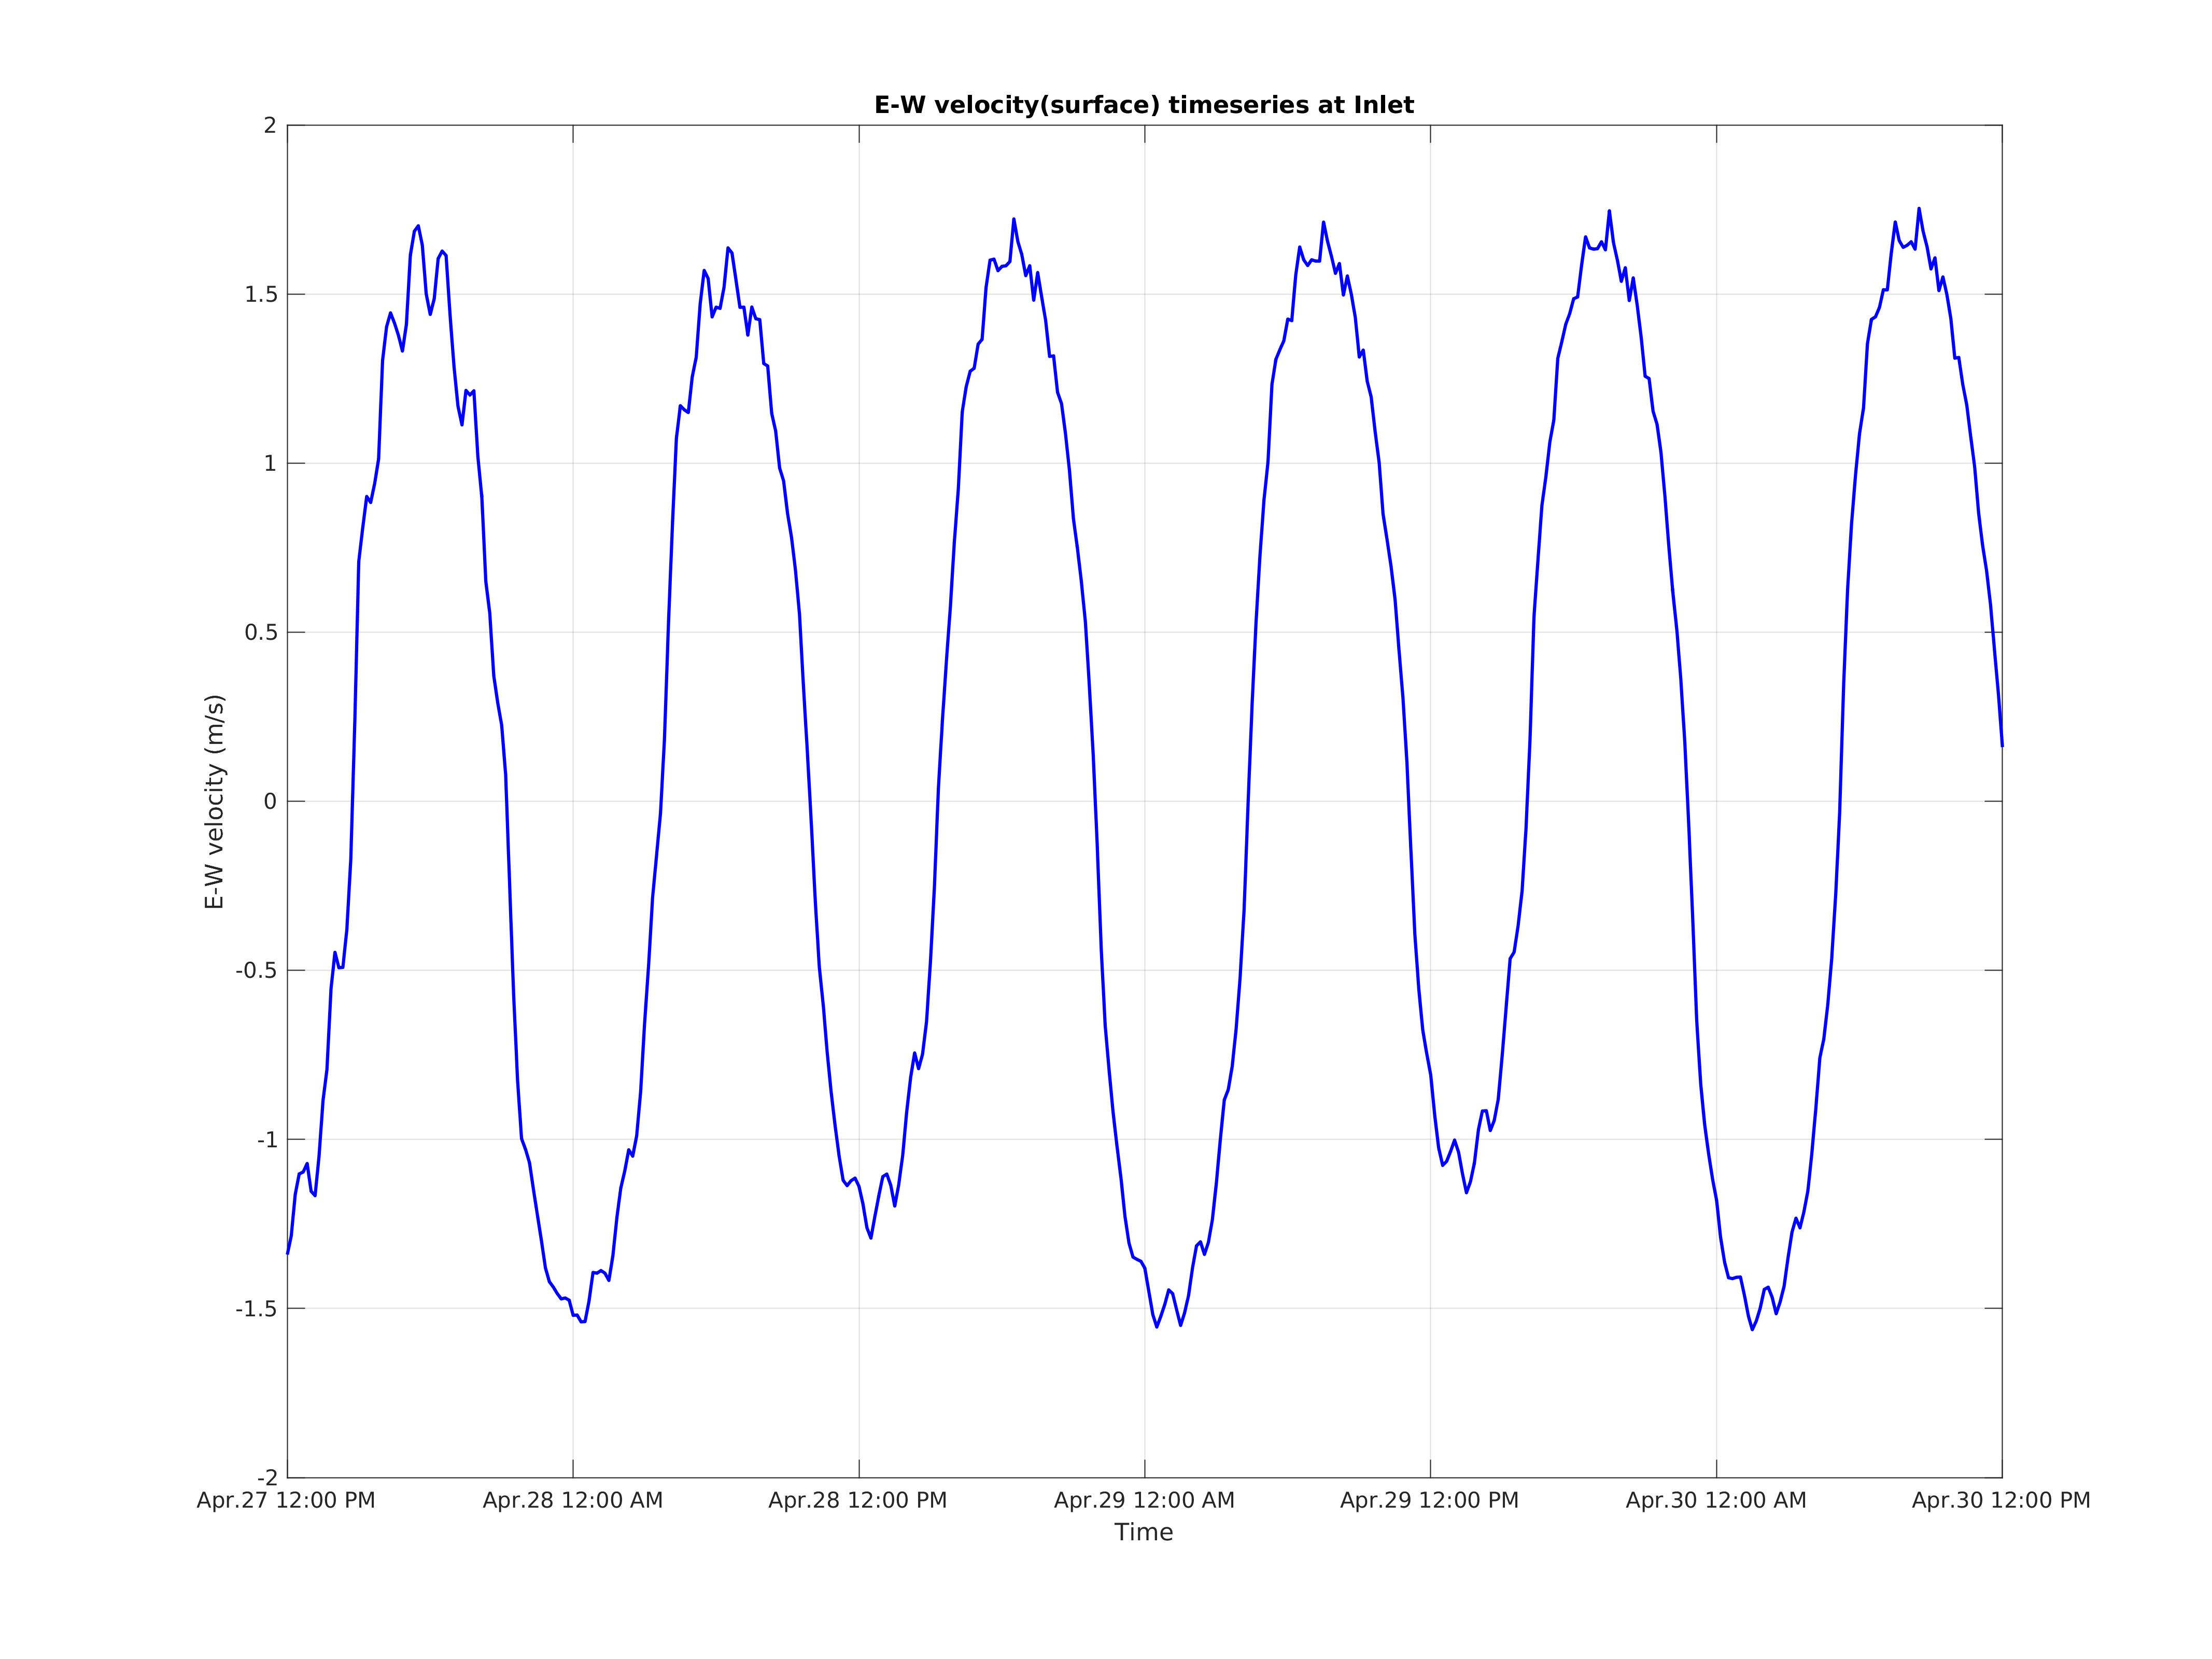 E-W velocity(surface) timeseries at Inlet
2
1.5
1
0.5
0
-0.5
-1
-1.5
-2
E-W velocity (m/s)
Apr.27 12:00 PM Apr.28 12:00 AM Apr.28 12:00 PM Apr.29 12:00 AM Apr.29 12:00 PM Apr.30 12:00 AM Apr.30 12:00 PM
Time